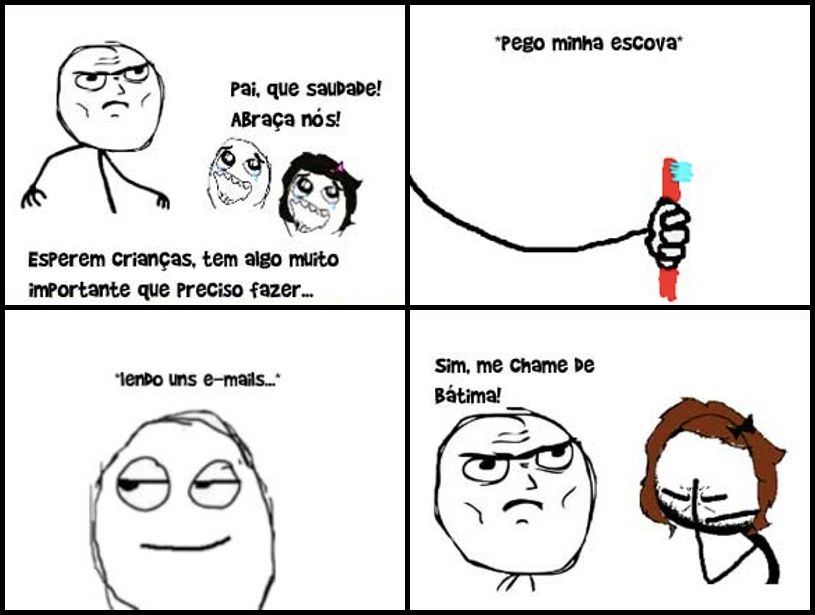 Pai, que saudade!
Abraça nós!
Esperem crianças, tem algo muito
importante que preciso fazer...
*Pego minha escova*
*lendo uns e-mails...*
Sim, me chame de
Bátima!